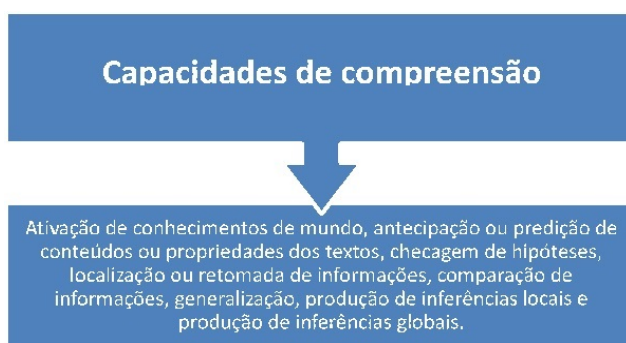 Capacidades de compreensão
Ativação de conhecimentos de mundo, antecipação ou predição de
conteúdos ou propriedades dos textos, checagem de hipóteses,
localização ou retomada de informações, comparação de
informações, generalização, produção de inferências locais e
produção de inferências globais.